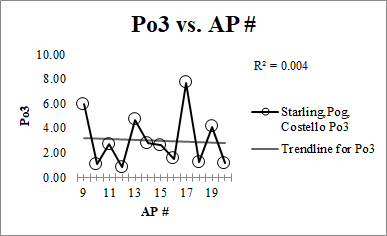 Po3 vs. AP #
10.00
8.00
6.00
4.00
2.00
0.00
Po3
9 11 13 15 17 19
AP #
R² = 0.004
Starling,Pog,
Costello Po3
Trendline for Po3